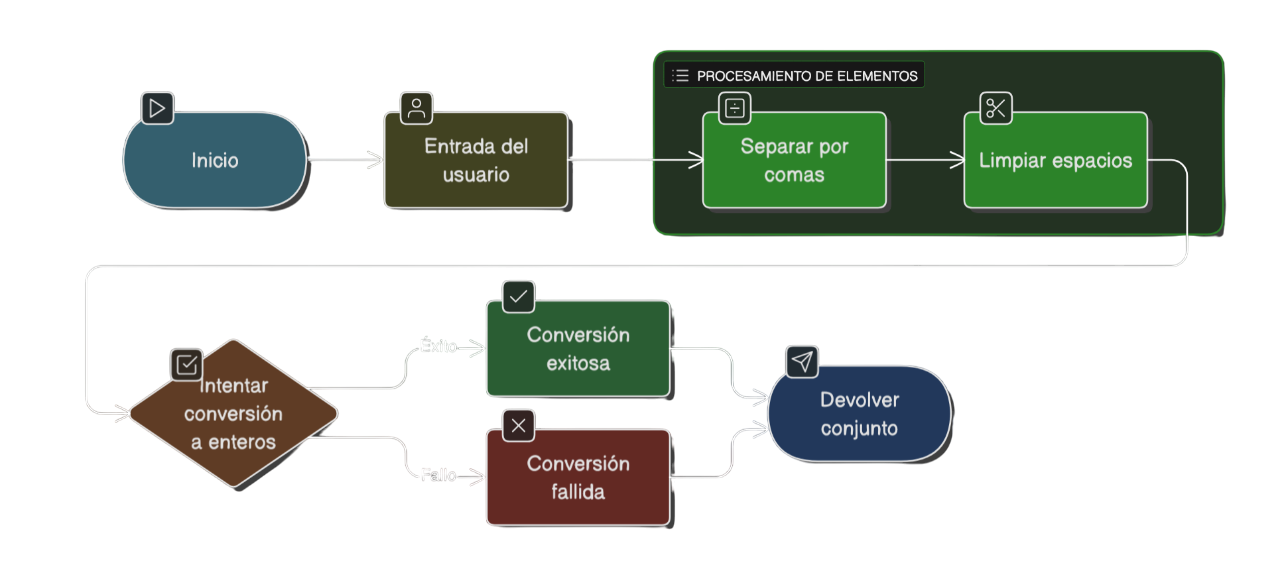 PROCESAMIENTO DE ELEMENTOS
Inicio
Entrada del
usuario
Separar por
comas
Limpiar espacios
Intentar
conversión
a enteros
Éxito
Conversión
exitosa
Fallo
Conversión
fallida
Devolver
conjunto